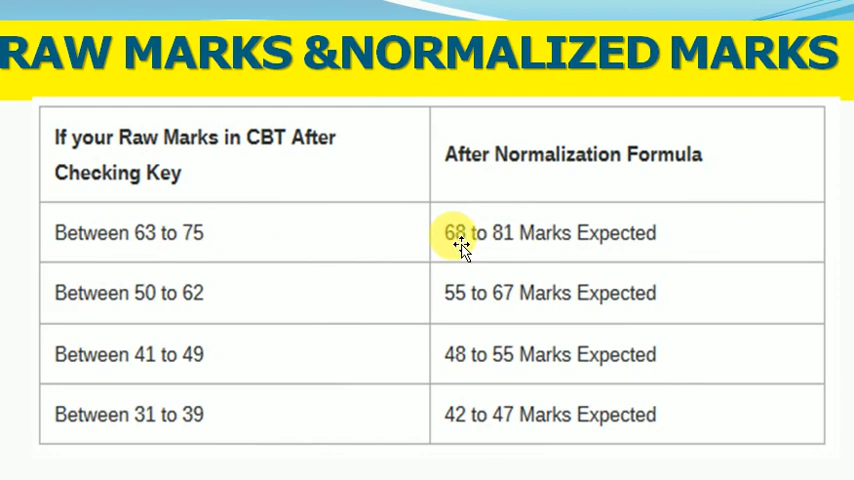 RAW MARKS &NORMALIZED MARKS
If your Raw Marks in CBT After
Checking Key
After Normalization Formula
Between 63 to 75
68 to 81 Marks Expected
Between 50 to 62
55 to 67 Marks Expected
Between 41 to 49
48 to 55 Marks Expected
Between 31 to 39
42 to 47 Marks Expected